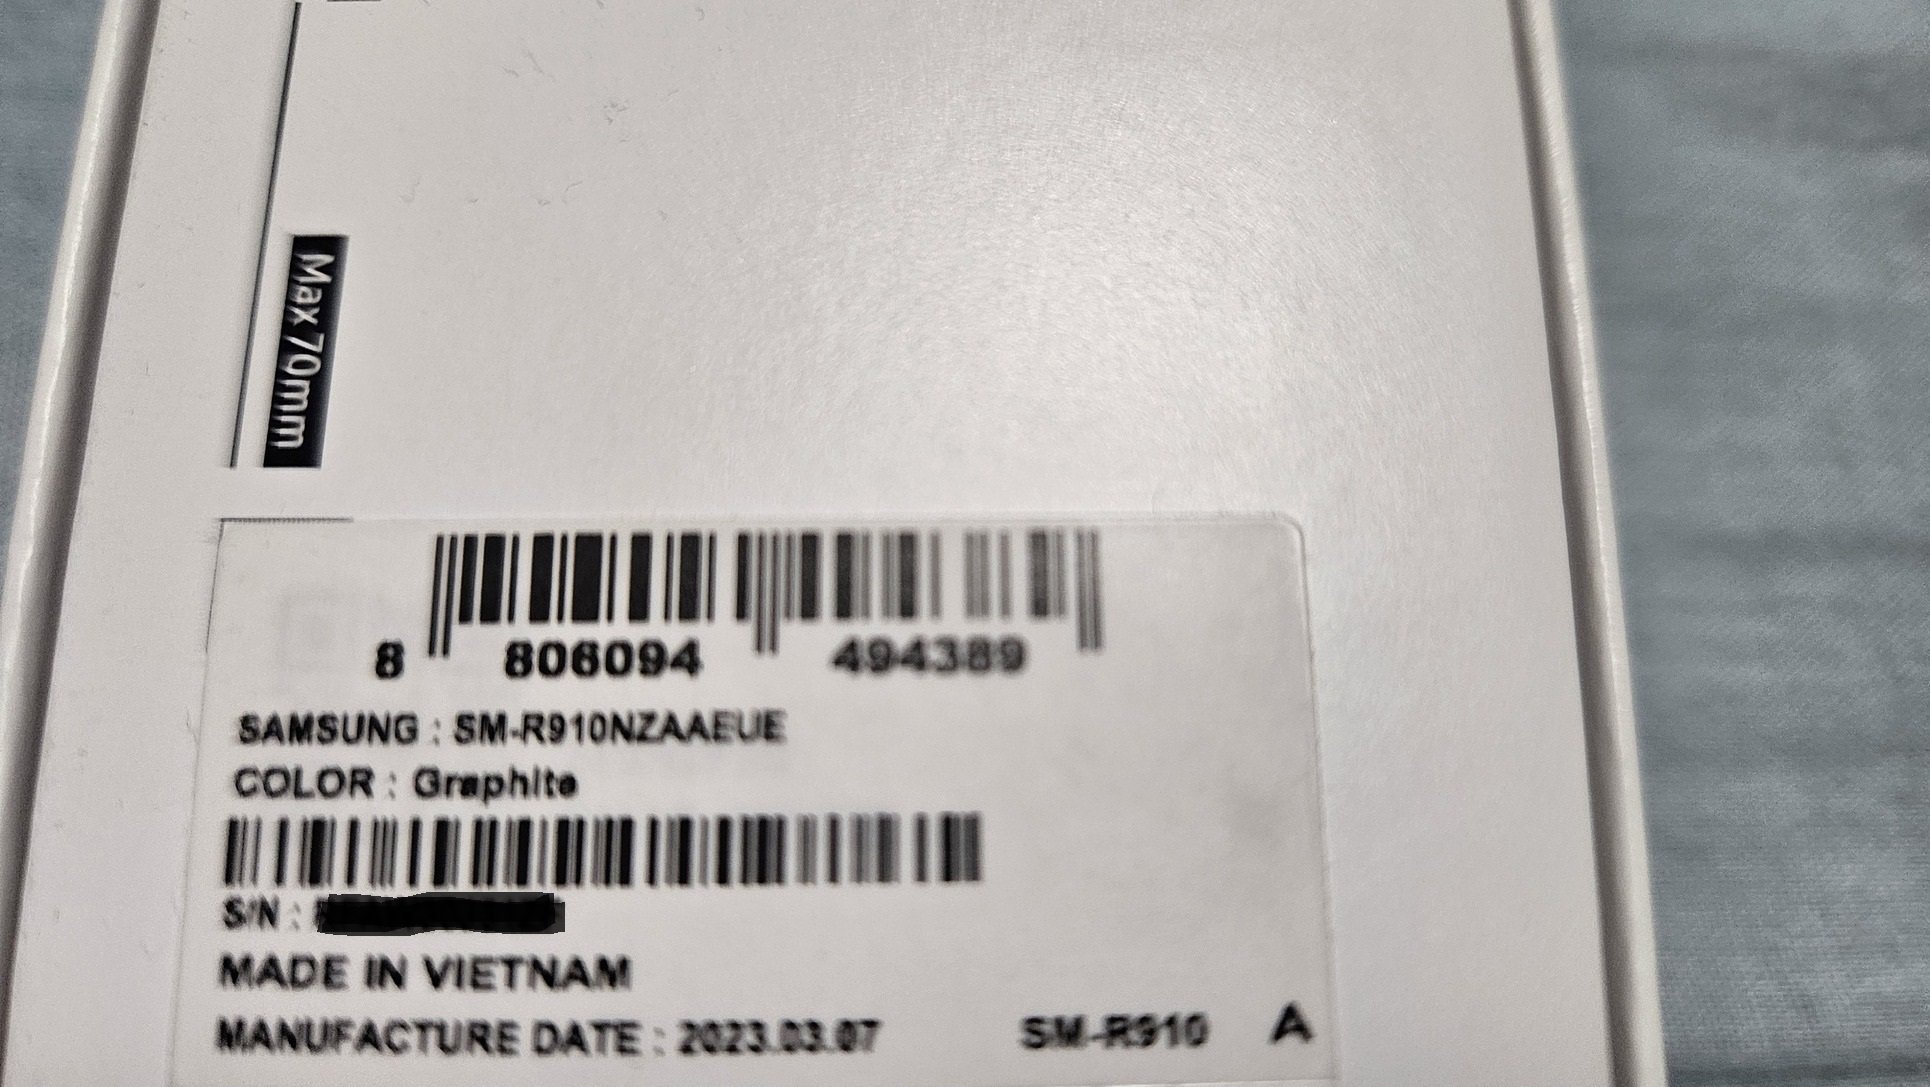 Max 70mm
8 806094 494389
SAMSUNG : SM-R910NZAAEUE
COLOR : Graphite
S/N :
MADE IN VIETNAM
MANUFACTURE DATE : 2023.03.07 SM-R910 A